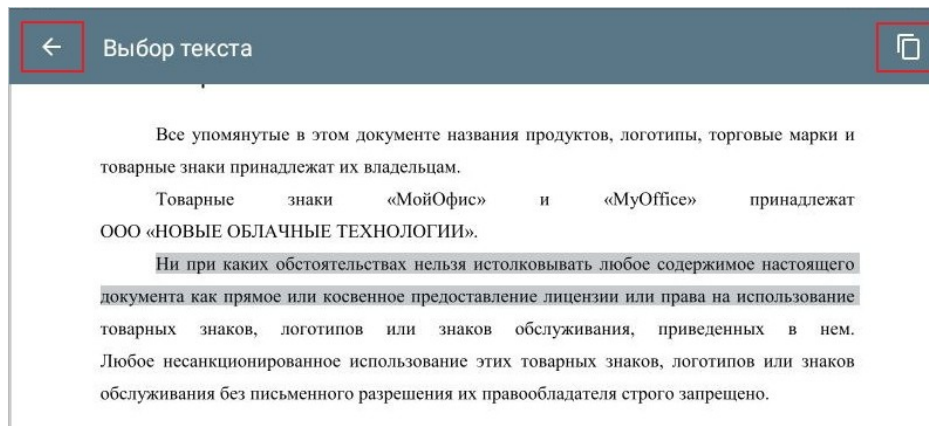 Выбор текста
Все упомянутые в этом документе названия продуктов, логотипы, торговые марки и
товарные знаки принадлежат их владельцам.
Товарные знаки «МойОфис» и «MyOffice» принадлежат
ООО «НОВЫЕ ОБЛАЧНЫЕ ТЕХНОЛОГИИ».
Ни при каких обстоятельствах нельзя истолковывать любое содержимое настоящего
документа как прямое или косвенное предоставление лицензии или права на использование
товарных знаков, логотипов или знаков обслуживания, приведенных в нем.
Любое несанкционированное использование этих товарных знаков, логотипов или знаков
обслуживания без письменного разрешения их правообладателя строго запрещено.